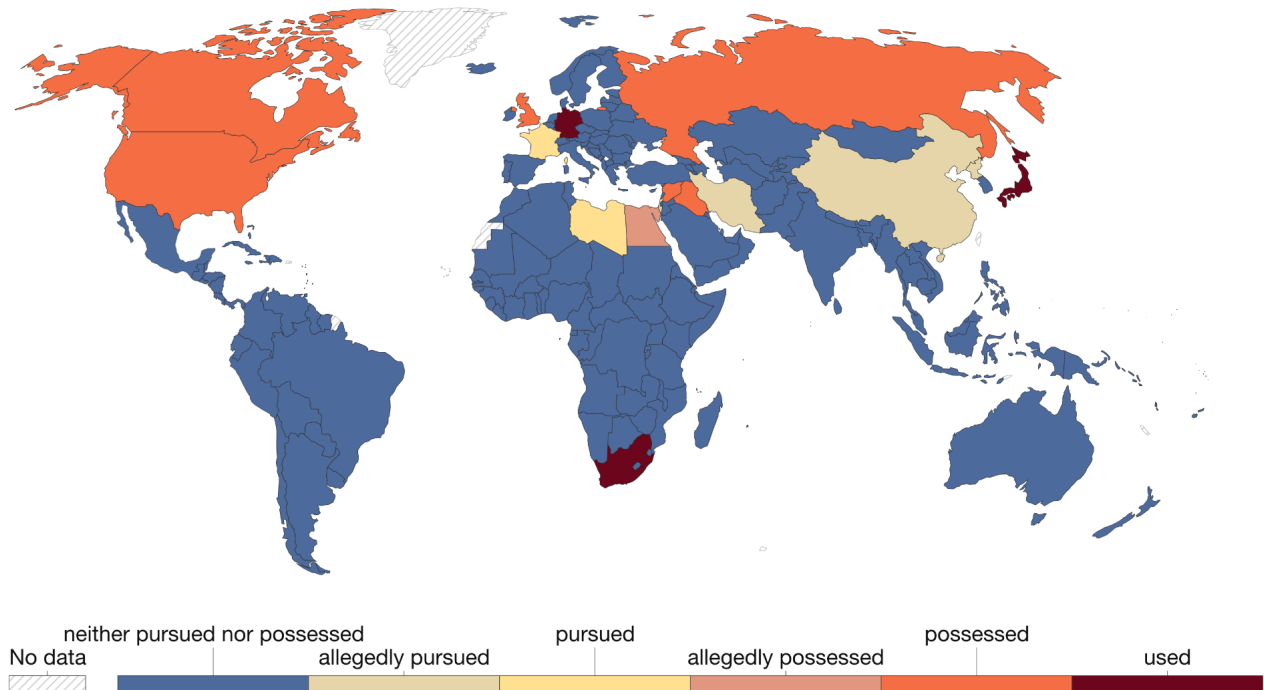 neither pursued nor possessed
pursued
possessed
No data
allegedly pursued
allegedly possessed
used